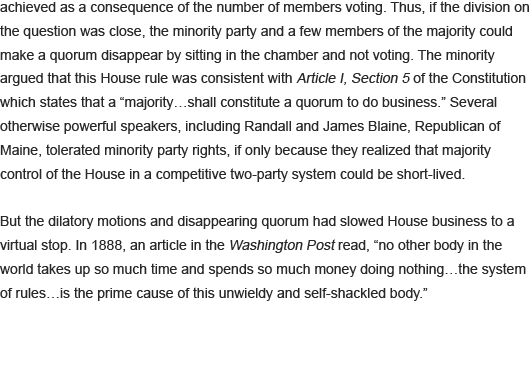 achieved as a consequence of the number of members voting. Thus, if the division on
the question was close, the minority party and a few members of the majority could
make a quorum disappear by sitting in the chamber and not voting. The minority
argued that this House rule was consistent with Article I, Section 5 of the Constitution
which states that a “majority…shall constitute a quorum to do business.” Several
otherwise powerful speakers, including Randall and James Blaine, Republican of
Maine, tolerated minority party rights, if only because they realized that majority
control of the House in a competitive two-party system could be short-lived.

But the dilatory motions and disappearing quorum had slowed House business to a
virtual stop. In 1888, an article in the Washington Post read, “no other body in the
world takes up so much time and spends so much money doing nothing…the system
of rules…is the prime cause of this unwieldy and self-shackled body.”